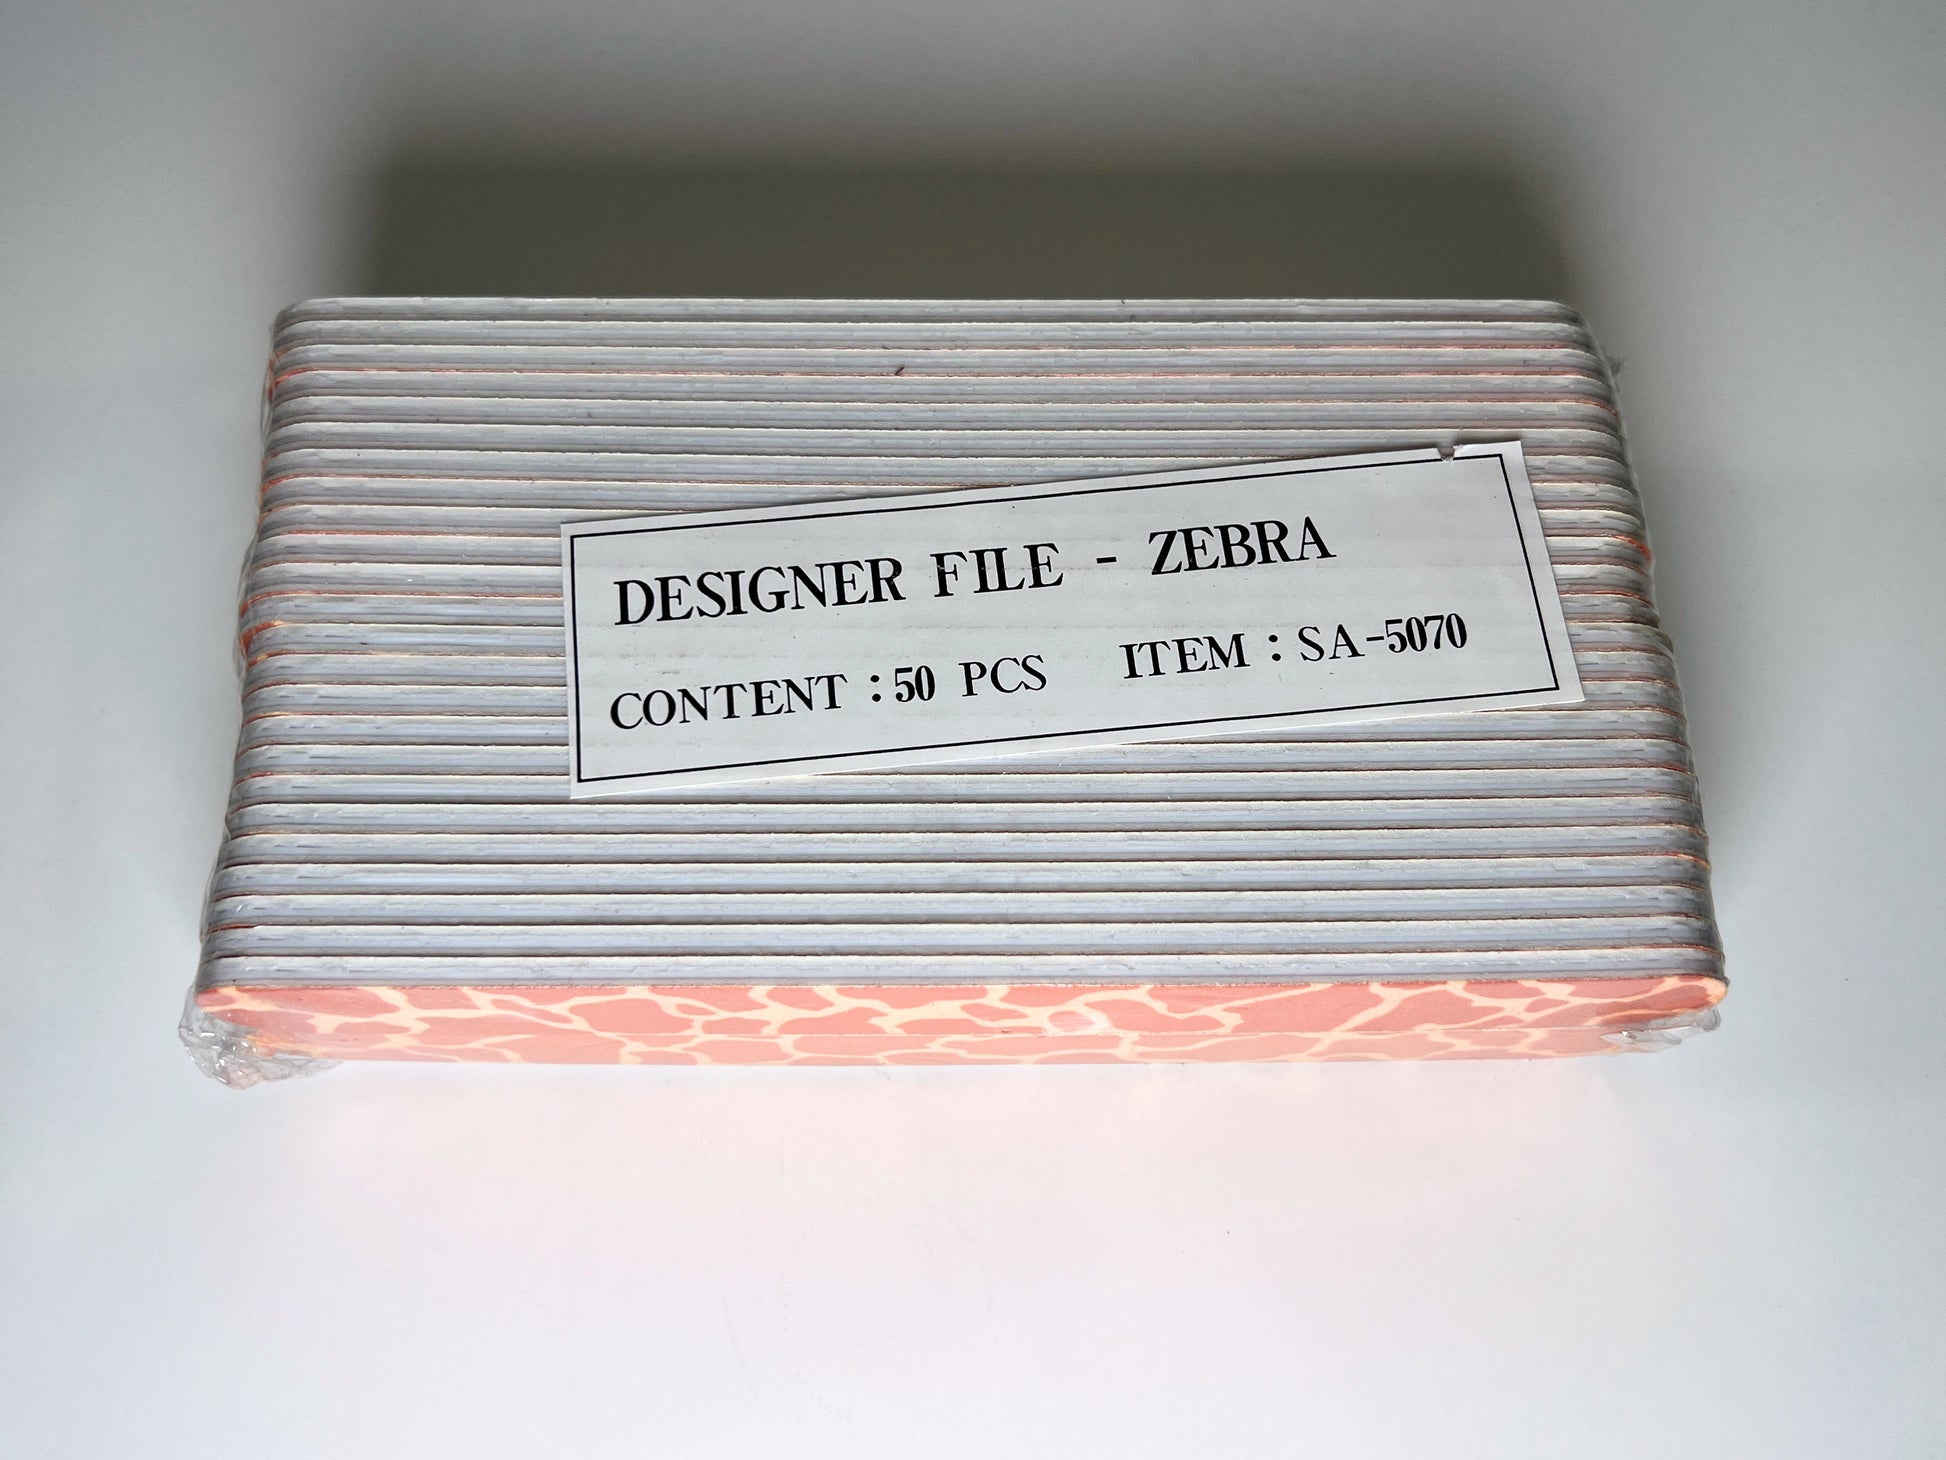 DESIGNER FILE - ZEBRA
CONTENT : 50 PCS ITEM : SA-5070